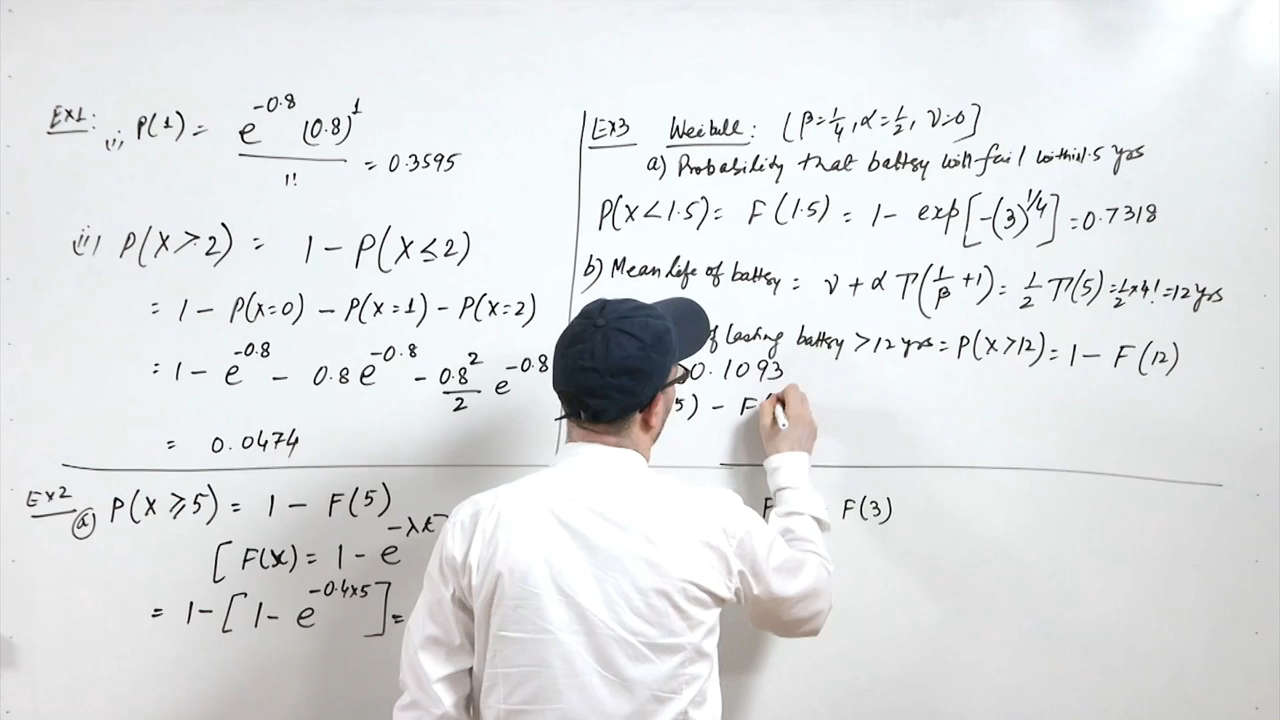 Ex1: i) P(1) = e^-0.8 (0.8)^1 / 1! = 0.3595
ii) P(X>2) = 1 - P(X≤2)
= 1 - P(X=0) - P(X=1) - P(X=2)
= 1 - e^-0.8 - 0.8 e^-0.8 - 0.8^2/2 e^-0.8
= 0.0474
Ex2 a) P(X≥5) = 1 - F(5)
[F(x) = 1 - e^-λt
= 1-[1- e^-0.4x5] =
Ex3 Weibull: [β=1/4, α=1/2, ν=0]
a) Probability that battery will fail within 1.5 yrs
P(X<1.5) = F(1.5) = 1- exp[-(3)^1/4] = 0.7318
b) Mean life of battery = ν + α Γ(1/β +1) = 1/2 Γ(5) = 1/2 x 4! = 12 yrs
of lasting battery > 12 yrs = P(X>12) = 1 - F(12)
0.1093
5) - F(
F
F(3)